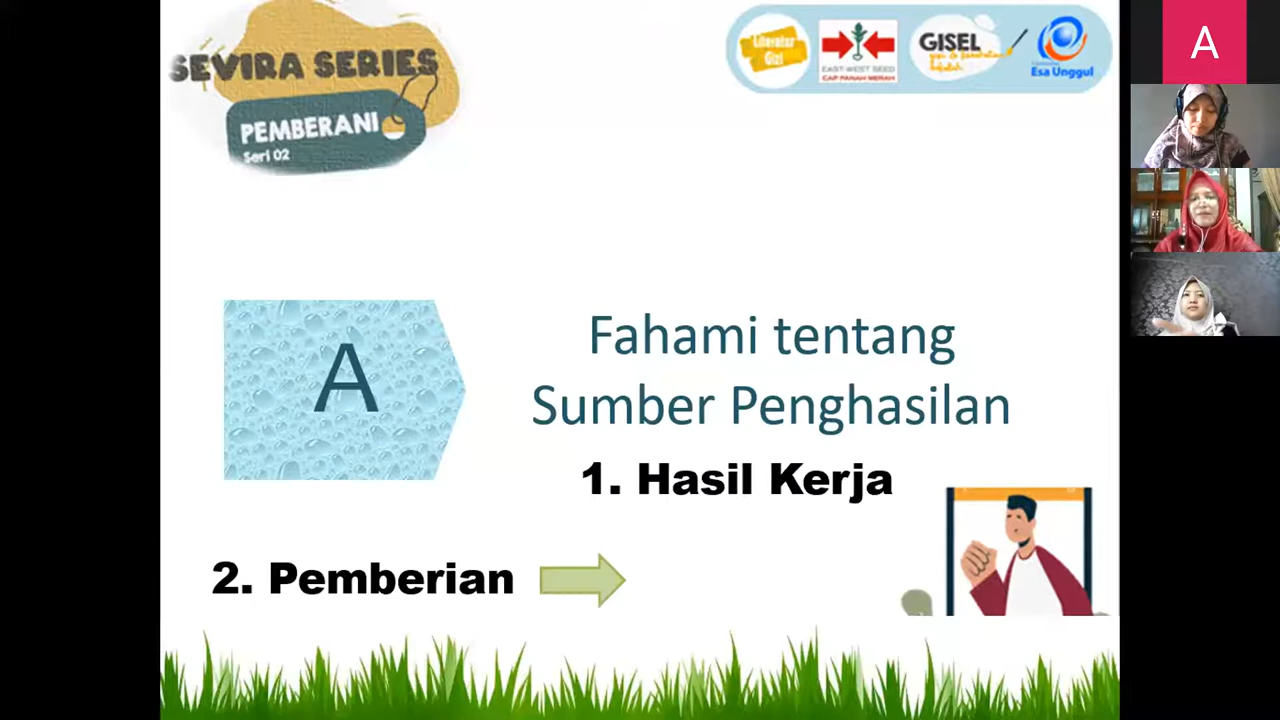 SEVIRA SERIES
PEMBERANI
Seri 02
Literatur
Gizi
EAST-WEST SEED
CAP PANAH MERAH
GISEL
Esa Unggul
A
A
Fahami tentang
Sumber Penghasilan
1. Hasil Kerja
2. Pemberian